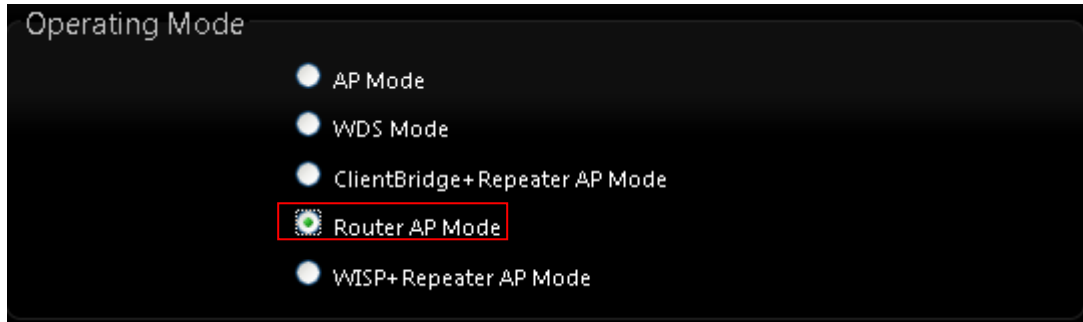 Operating Mode
AP Mode
WDS Mode
ClientBridge+Repeater AP Mode
Router AP Mode
WISP+Repeater AP Mode